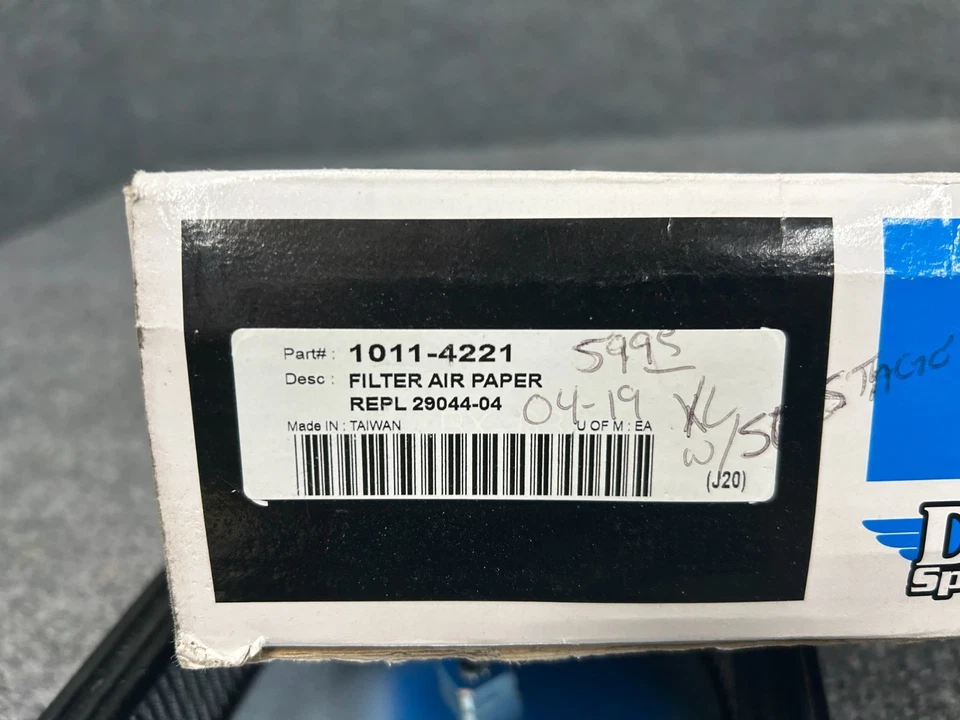 Part# : 1011-4221
5995
Desc : FILTER AIR PAPER
REPL 29044-04
04-19 XL
Made IN : TAIWAN
U OF M : EA
w/
(J20)
D
Sp